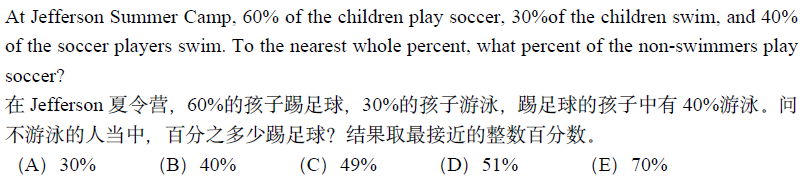 At Jefferson Summer Camp, 60% of the children play soccer, 30%of the children swim, and 40%
of the soccer players swim. To the nearest whole percent, what percent of the non-swimmers play
soccer?
在 Jefferson 夏令营，60%的孩子踢足球，30%的孩子游泳，踢足球的孩子中有 40%游泳。问
不游泳的人当中，百分之多少踢足球？结果取最接近的整数百分数。
（A）30% （B）40% （C）49% （D）51% （E）70%